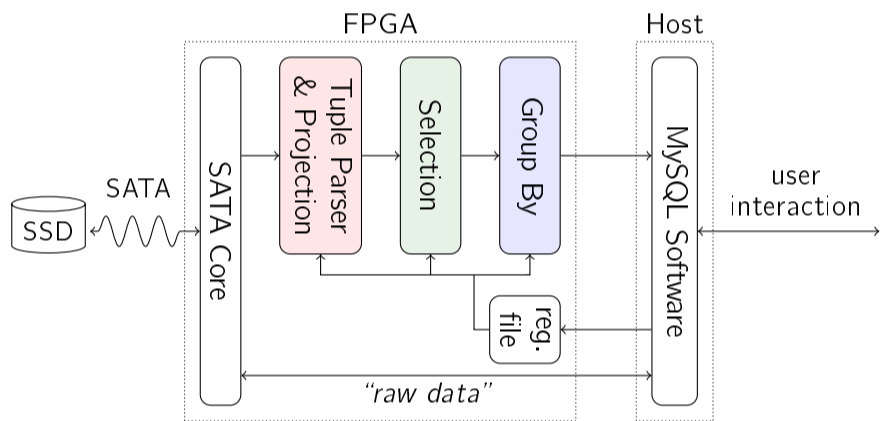 FPGA
Host
SSD
SATA
SATA Core
Tuple Parser
& Projection
Selection
Group By
reg.
file
MySQL Software
user
interaction
“raw data”